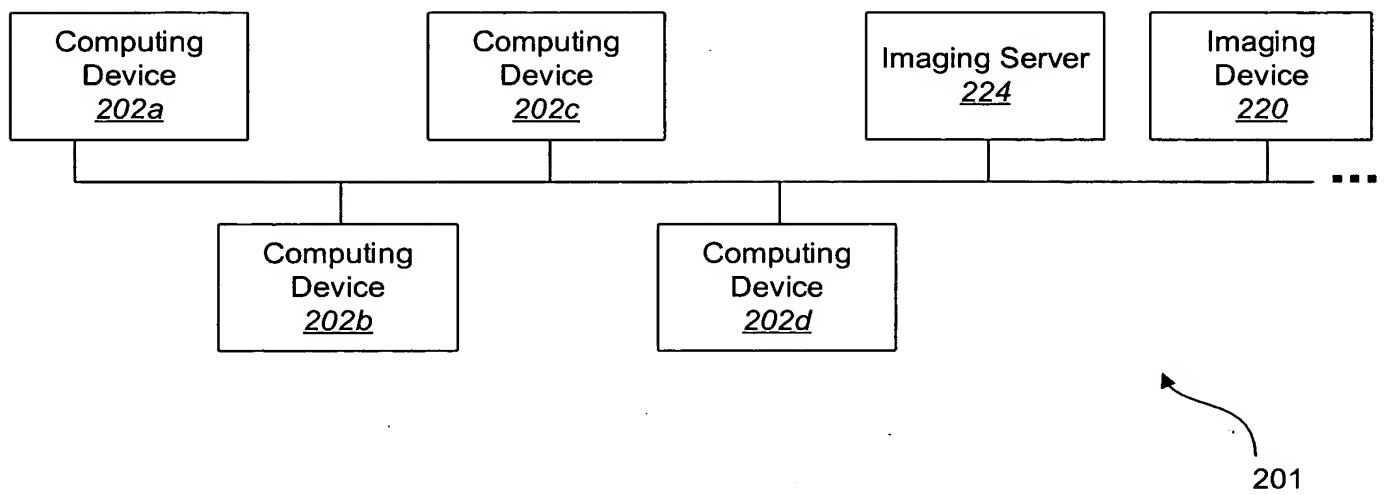 Computing
Device
202a
Computing
Device
202c
Imaging Server
224
Imaging
Device
220
Computing
Device
202b
Computing
Device
202d
201